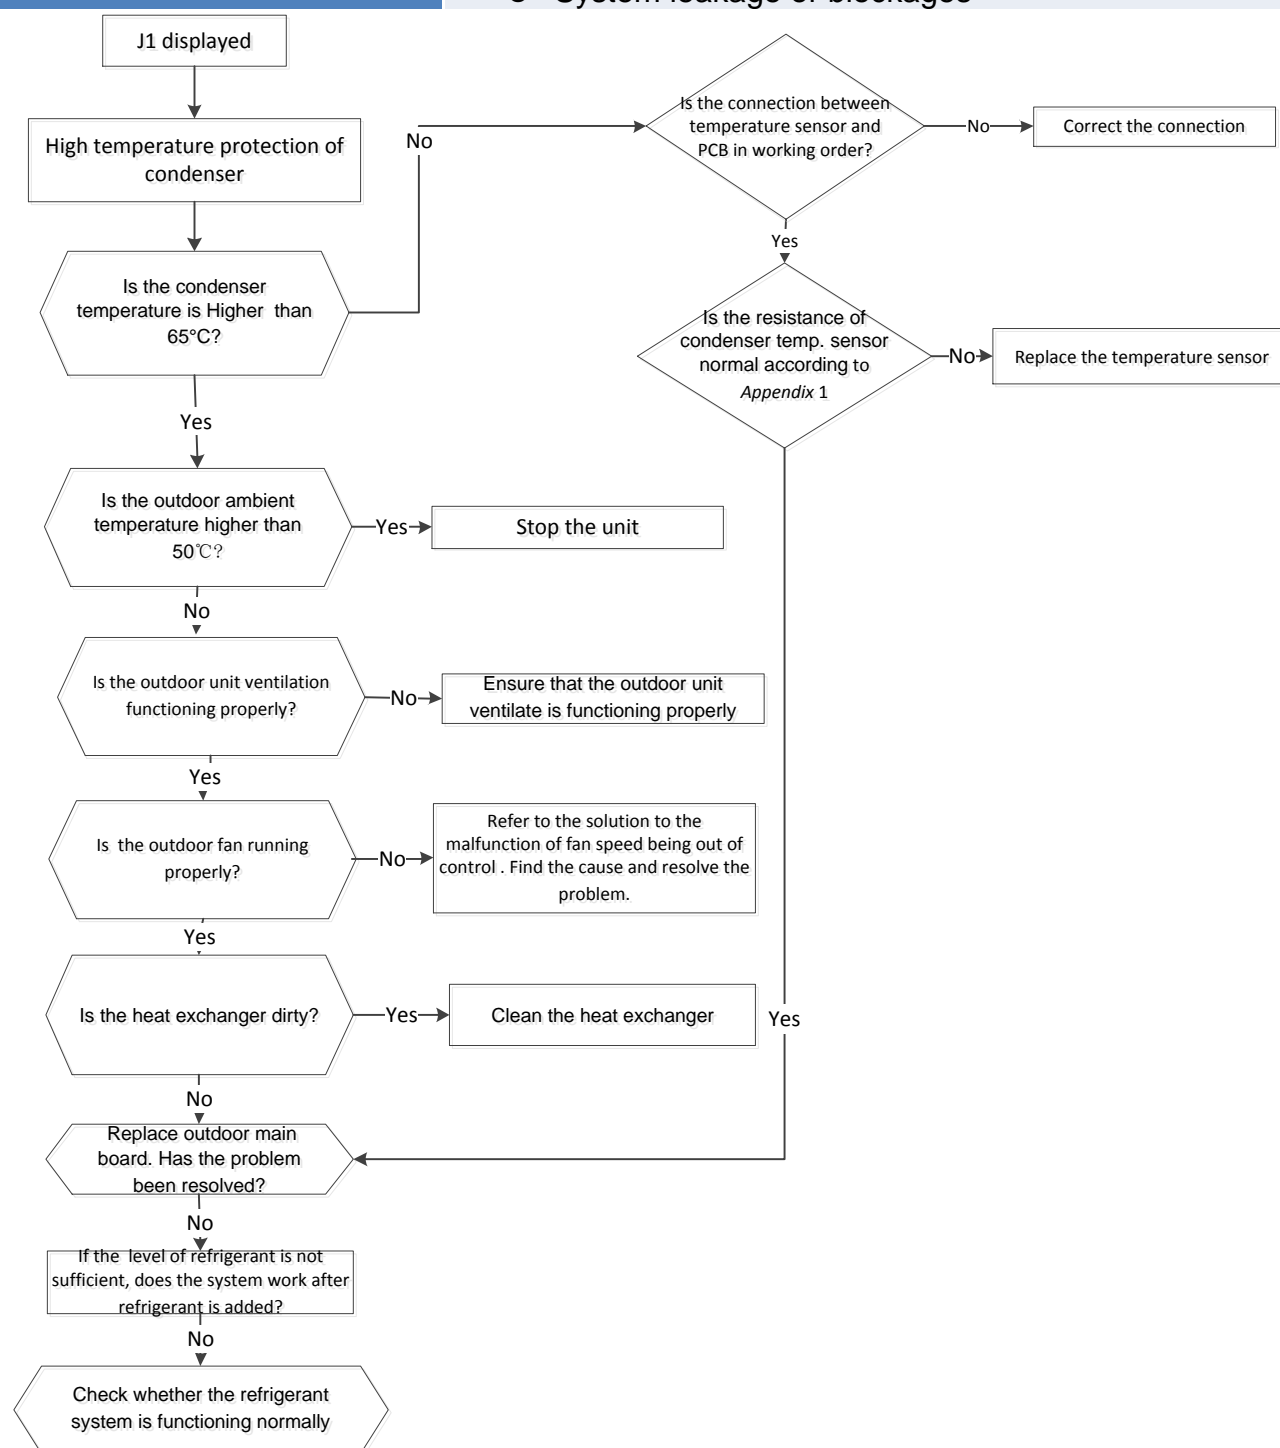 System leakage or blockages
J1 displayed
High temperature protection of
condenser
Is the condenser
temperature is Higher than
65°C?
No
Is the connection between
temperature sensor and
PCB in working order?
No
Correct the connection
Yes
Is the resistance of
condenser temp. sensor
normal according to
Appendix 1
No
Replace the temperature sensor
Yes
Is the outdoor ambient
temperature higher than
50℃?
Yes
Stop the unit
No
Is the outdoor unit ventilation
functioning properly?
No
Ensure that the outdoor unit
ventilate is functioning properly
Yes
Is the outdoor fan running
properly?
No
Refer to the solution to the
malfunction of fan speed being out of
control . Find the cause and resolve the
problem.
Yes
Is the heat exchanger dirty?
Yes
Clean the heat exchanger
Yes
No
Replace outdoor main
board. Has the problem
been resolved?
No
If the level of refrigerant is not
sufficient, does the system work after
refrigerant is added?
No
Check whether the refrigerant
system is functioning normally